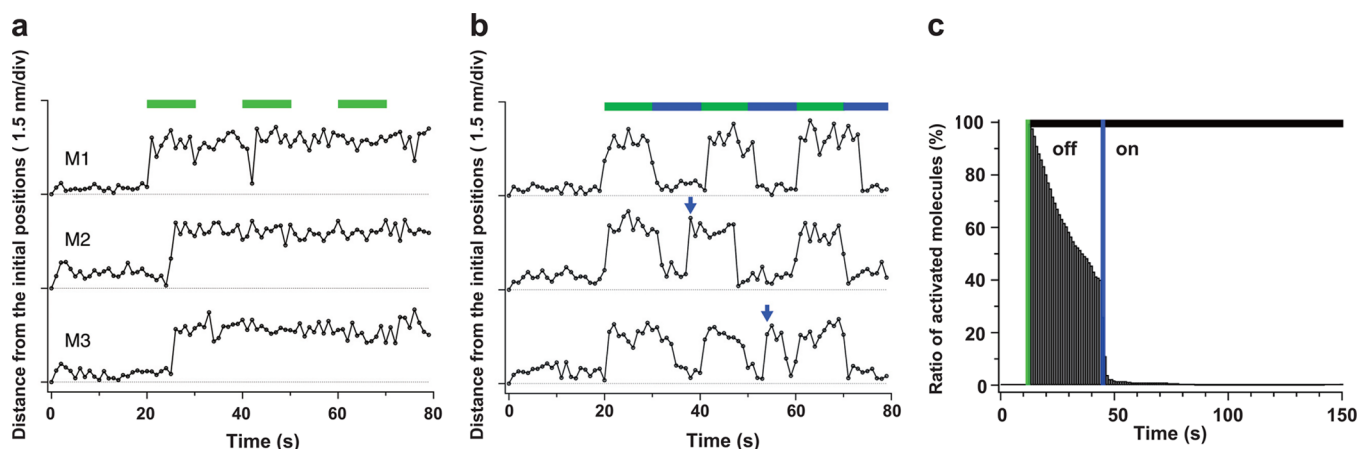 a
Distance from the initial positions ( 1.5 nm/div)
M1
M2
M3
0 20 40 60 80
Time (s)
b
Distance from the initial positions ( 1.5 nm/div)
0 20 40 60 80
Time (s)
c
Ratio of activated molecules (%)
100
80
60
40
20
0
off on
0 50 100 150
Time (s)